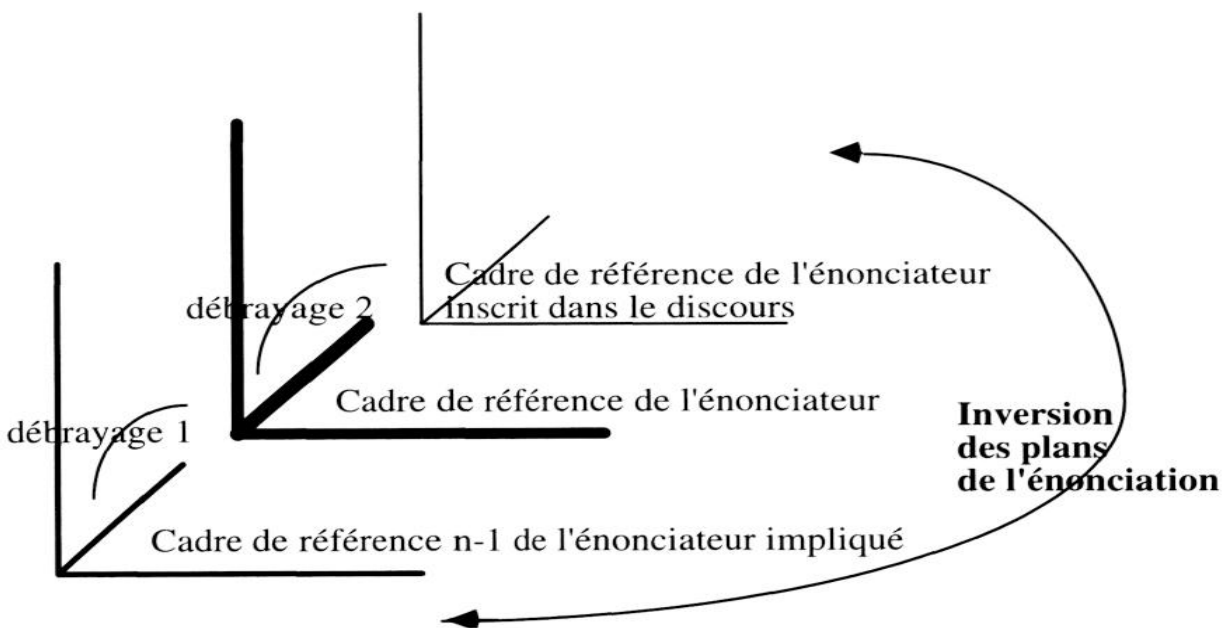 Cadre de référence de l'énonciateur
inscrit dans le discours
débrayage 2
Cadre de référence de l'énonciateur
débrayage 1
Inversion
des plans
de l'énonciation
Cadre de référence n-1 de l'énonciateur impliqué